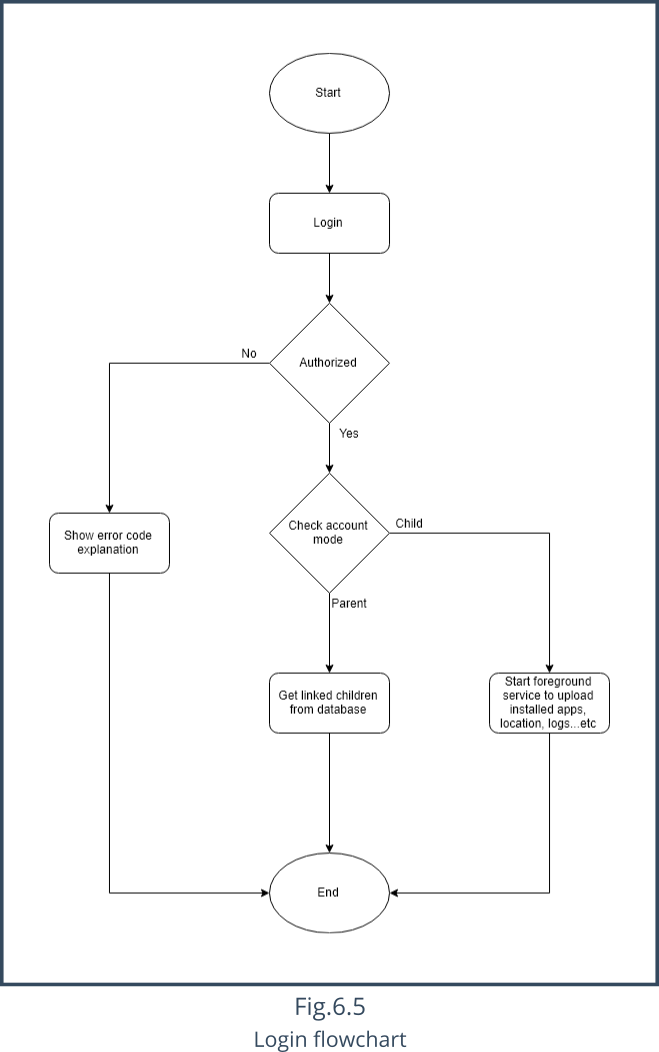 Start
Login
Authorized
No
Yes
Check account
mode
Child
Show error code
explanation
Parent
Get linked children
from database
Start foreground
service to upload
installed apps,
location, logs...etc
End
Fig.6.5
Login flowchart